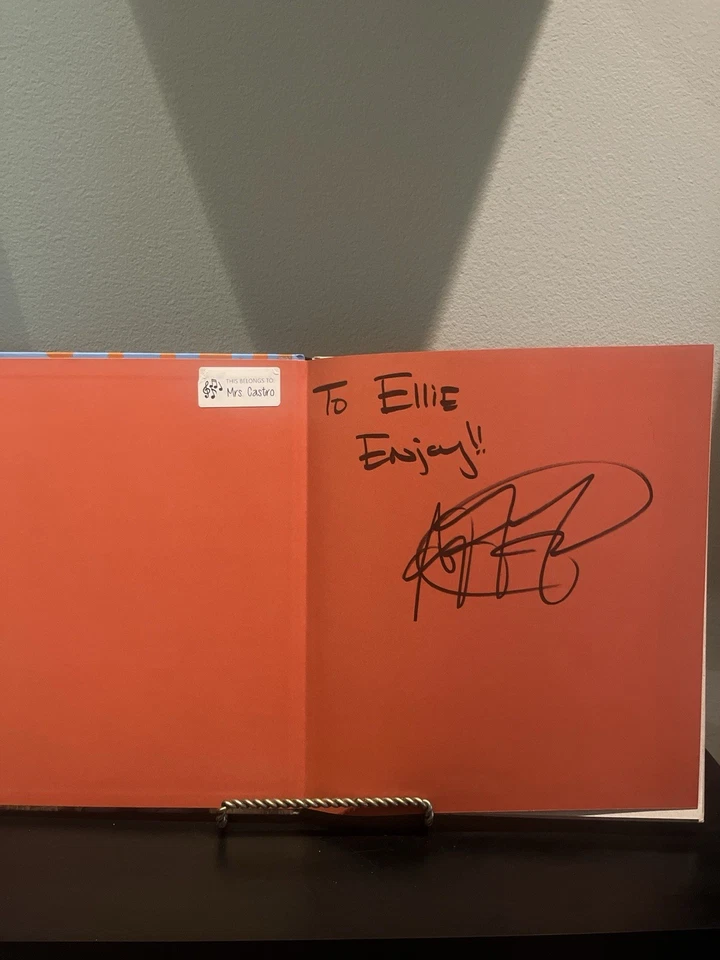 THIS BELONGS TO:
Mrs. Castro
To Ellie
Enjoy!!